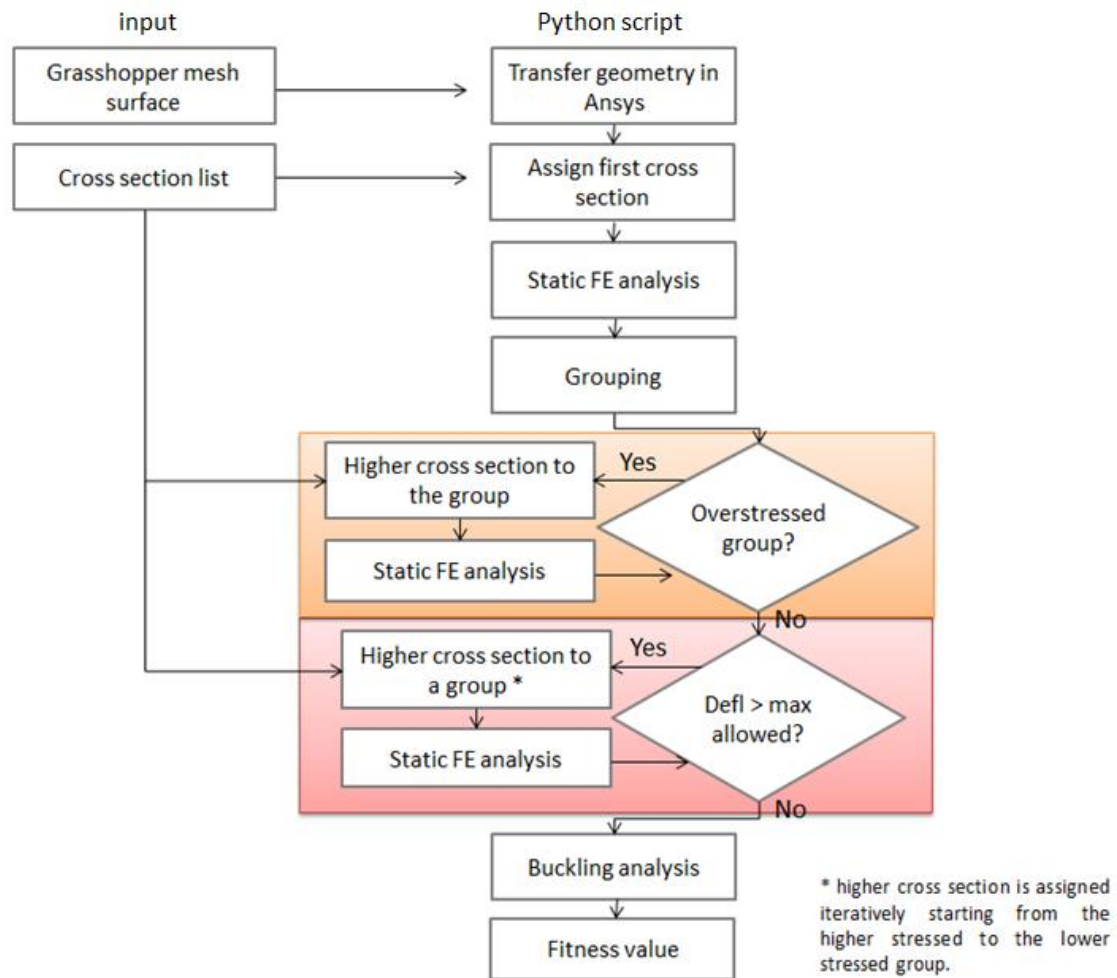 input
Python script
Grasshopper mesh
surface
Transfer geometry in
Ansys
Cross section list
Assign first cross
section
Static FE analysis
Grouping
Higher cross section to
the group
Yes
Overstressed
group?
Static FE analysis
No
Higher cross section to
a group *
Yes
Defl > max
allowed?
Static FE analysis
No
Buckling analysis
Fitness value
* higher cross section is assigned
iteratively starting from the
higher stressed to the lower
stressed group.